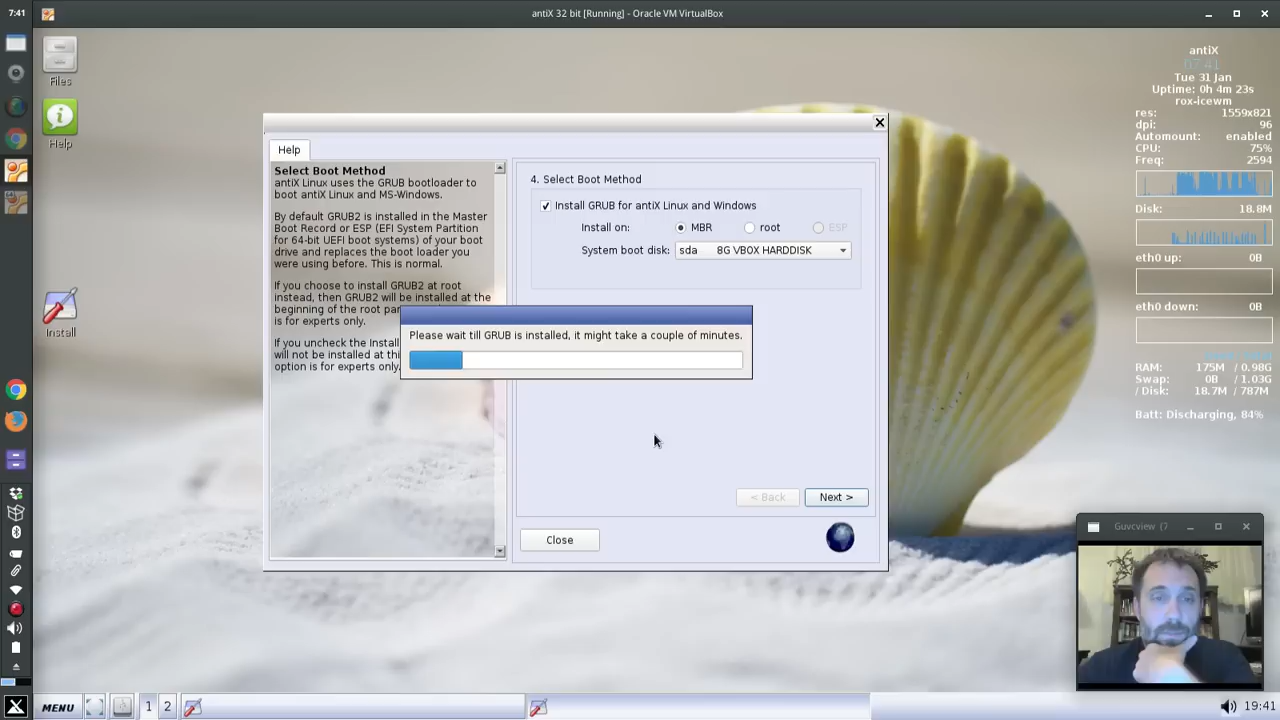 7:41
antiX 32 bit [Running] - Oracle VM VirtualBox
Files
Help
Install
antiX
07:41
Tue 31 Jan
Uptime: 0h 4m 23s
rox-icewm
res: 1559x821
dpi: 96
Automount: enabled
CPU: 75%
Freq: 2594
Disk: 18.8M
eth0 up: 0B
eth0 down: 0B
RAM: 175M / 0.98G
Swap: 0B / 1.03G
/ Disk: 18.7M / 787M
Batt: Discharging, 84%
Help
Select Boot Method
antiX Linux uses the GRUB bootloader to
boot antiX Linux and MS-Windows.
By default GRUB2 is installed in the Master
Boot Record or ESP (EFI System Partition
for 64-bit UEFI boot systems) of your boot
drive and replaces the boot loader you
were using before. This is normal.
If you choose to install GRUB2 at root
instead, then GRUB2 will be installed at the
beginning of the root par
is for experts only.
If you uncheck the Install
will not be installed at thi
option is for experts only.
4. Select Boot Method
Install GRUB for antiX Linux and Windows
Install on: MBR root ESP
System boot disk: sda 8G VBOX HARDDISK
Please wait till GRUB is installed, it might take a couple of minutes.
< Back Next >
Close
Guvcview (7
MENU 1 2
19:41